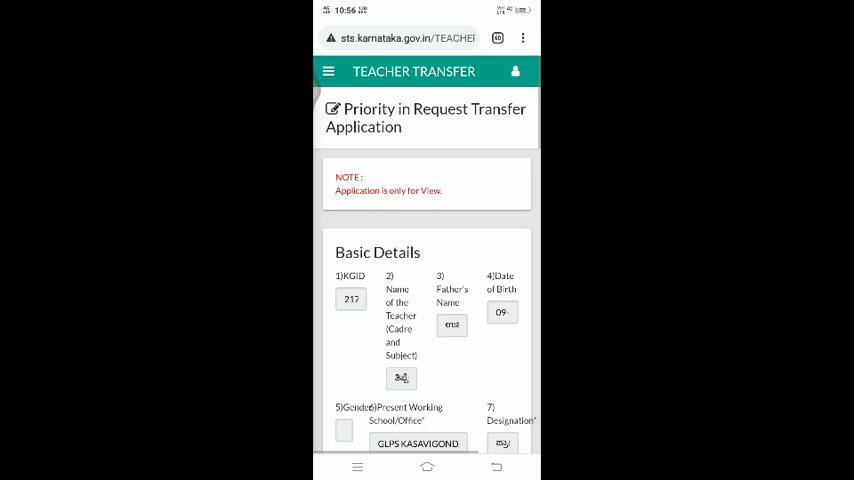 10:56
sts.karnataka.gov.in/TEACHEF
TEACHER TRANSFER
Priority in Request Transfer
Application
NOTE :
Application is only for View.
Basic Details
1)KGID
217
2)
Name
of the
Teacher
(Cadre
and
Subject)
3)
Father's
Name
4)Date
of Birth
09-
5)Gender
6)Present Working
School/Office*
GLPS KASAVIGOND
7)
Designation*